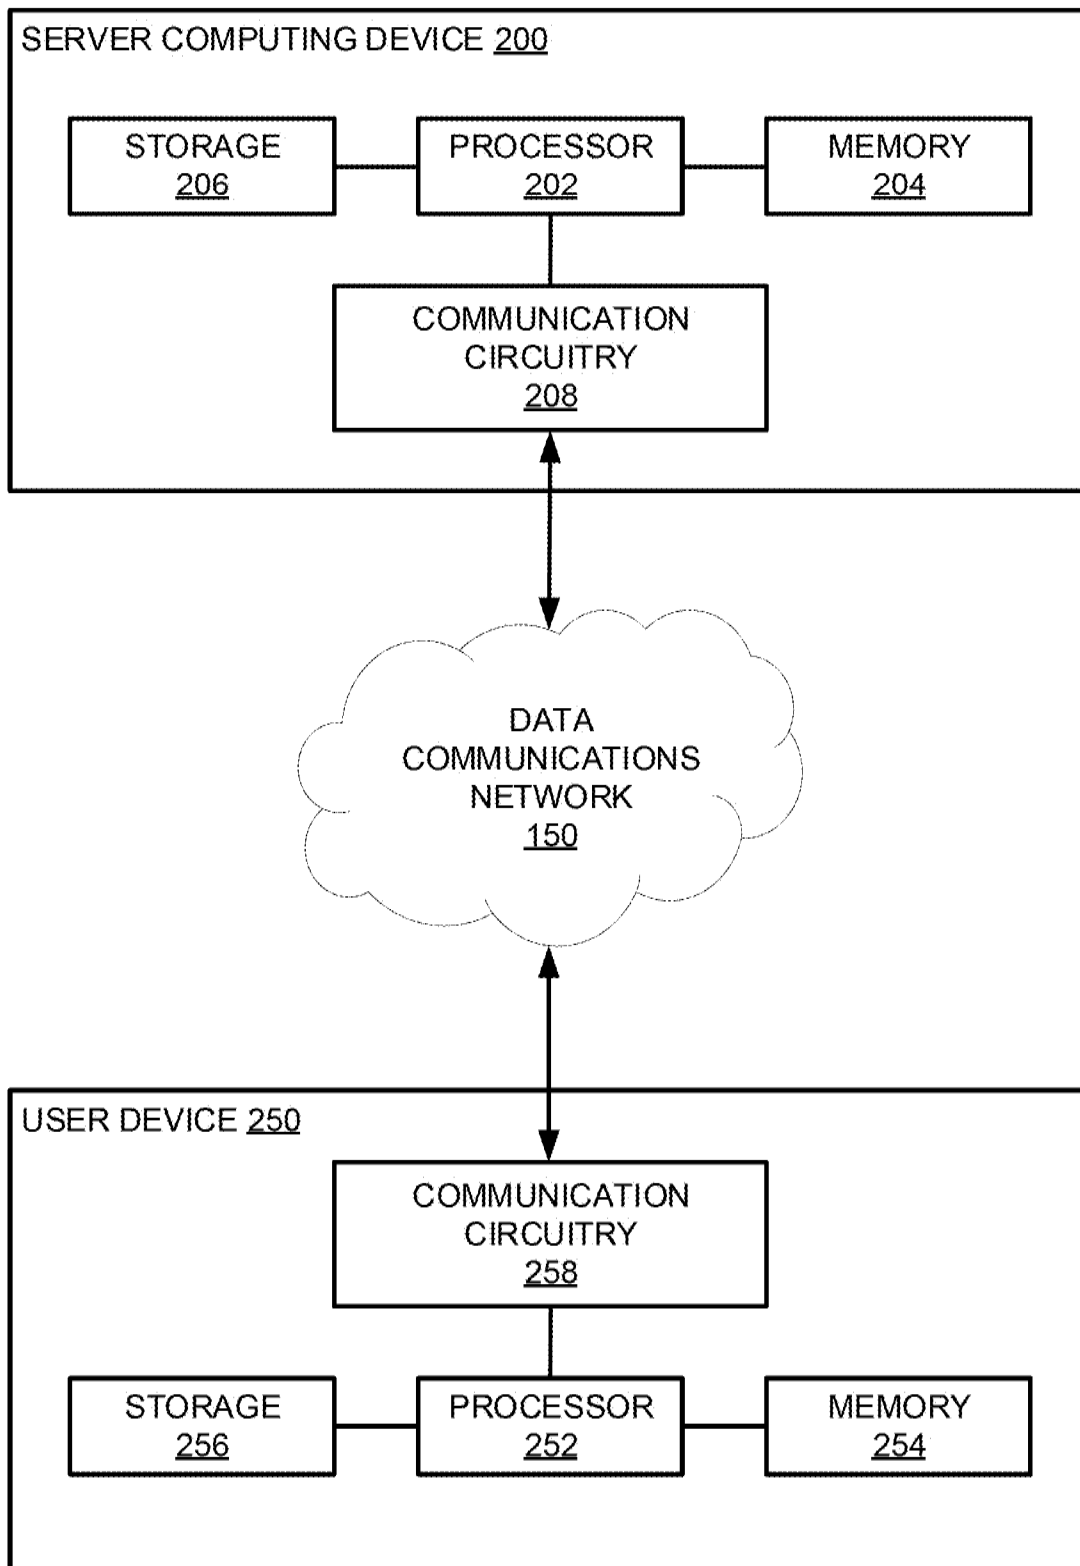 SERVER COMPUTING DEVICE 200
STORAGE
206
PROCESSOR
202
MEMORY
204
COMMUNICATION
CIRCUITRY
208
DATA
COMMUNICATIONS
NETWORK
150
USER DEVICE 250
COMMUNICATION
CIRCUITRY
258
STORAGE
256
PROCESSOR
252
MEMORY
254